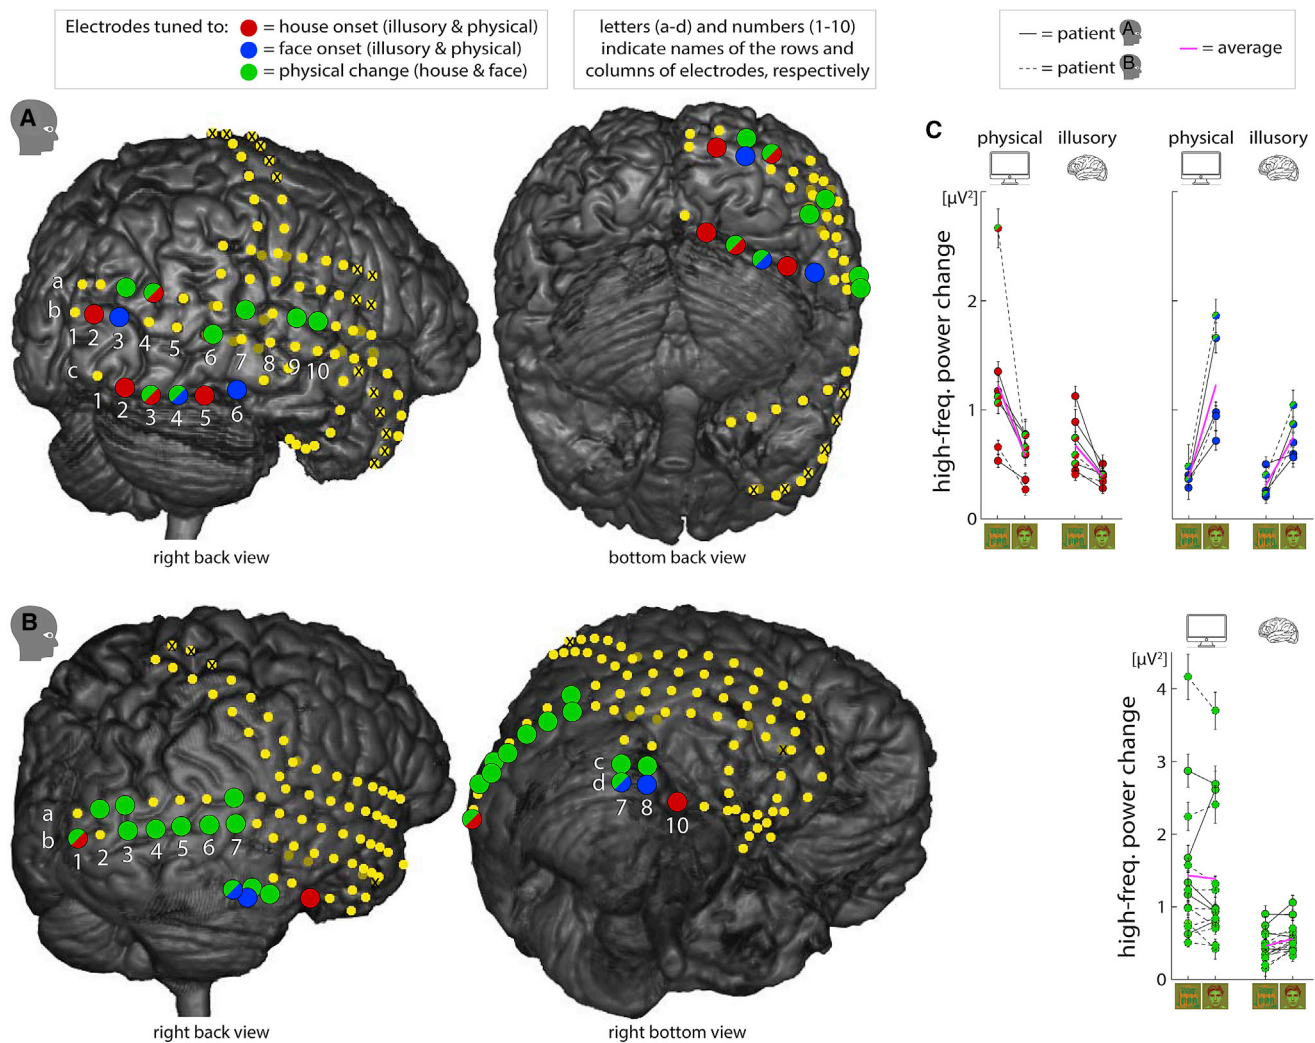 Electrodes tuned to:
= house onset (illusory & physical)
= face onset (illusory & physical)
= physical change (house & face)
letters (a-d) and numbers (1-10)
indicate names of the rows and
columns of electrodes, respectively
= patient A
= patient B
= average
A
a
b
1 2 3 4 5 6 7 8 9 10
c
1 2 3 4 5 6
right back view
bottom back view
C
physical illusory
physical illusory
[μV²]
high-freq. power change
2
1
0
B
a
b
1 2 3 4 5 6 7
right back view
c
d
7 8 10
right bottom view
[μV²]
high-freq. power change
4
3
2
1
0